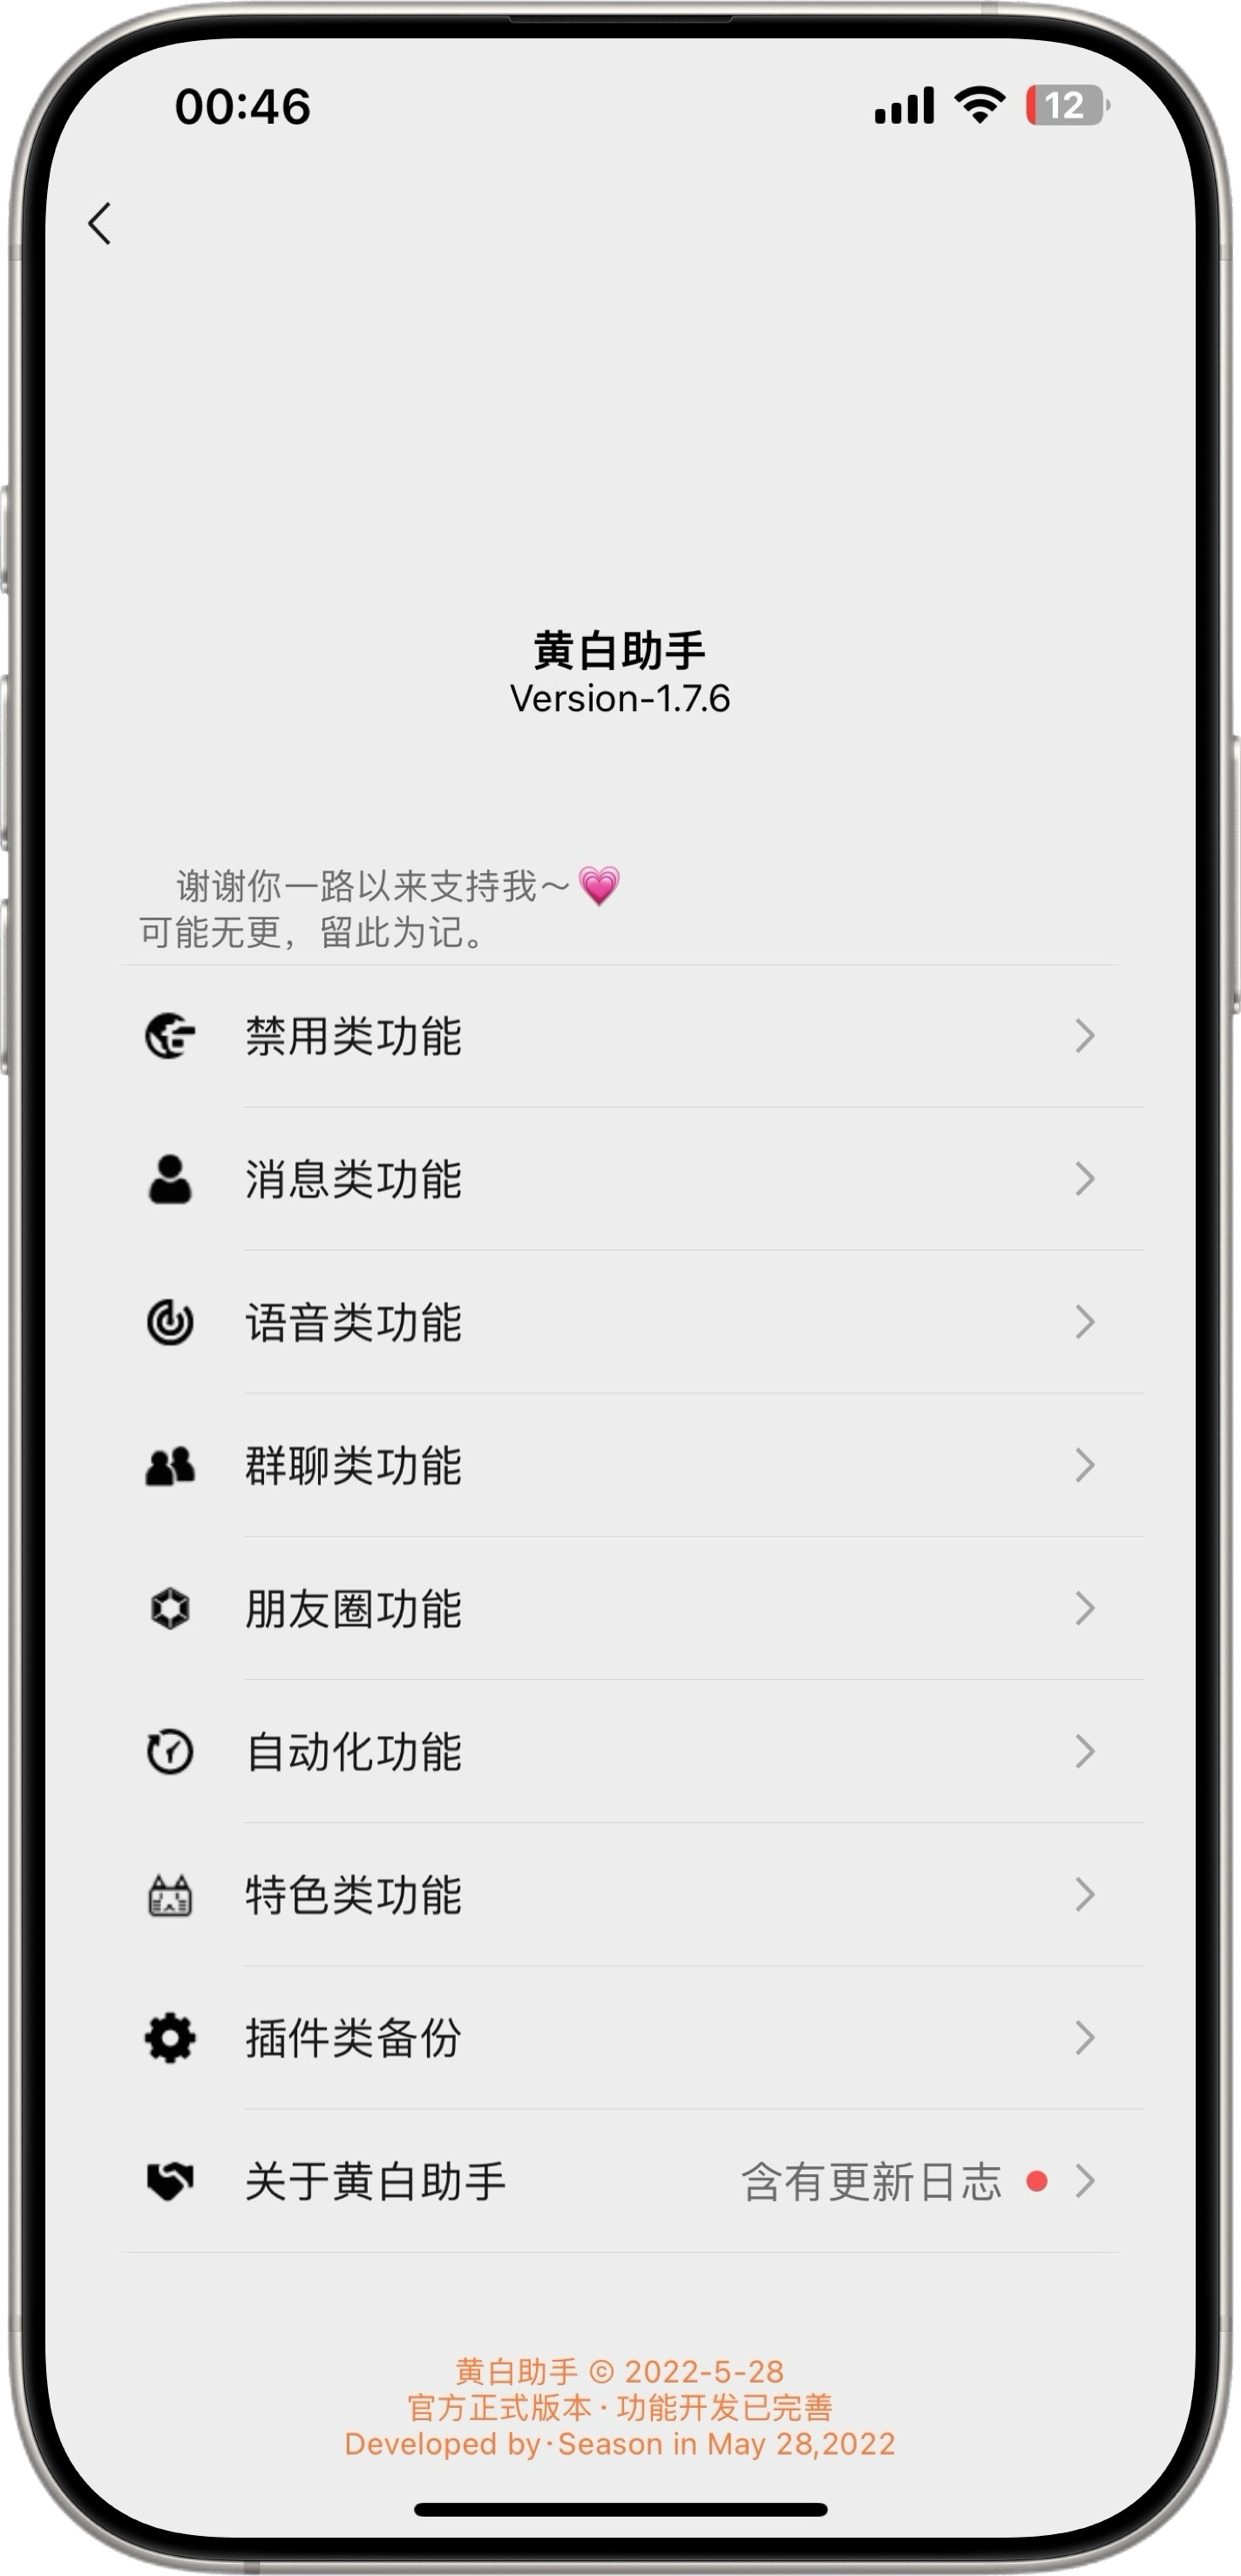 00:46
12
黄白助手
Version-1.7.6
谢谢你一路以来支持我～💗
可能无更，留此为记。
禁用类功能
消息类功能
语音类功能
群聊类功能
朋友圈功能
自动化功能
特色类功能
插件类备份
关于黄白助手 含有更新日志
黄白助手 © 2022-5-28
官方正式版本·功能开发已完善
Developed by·Season in May 28,2022